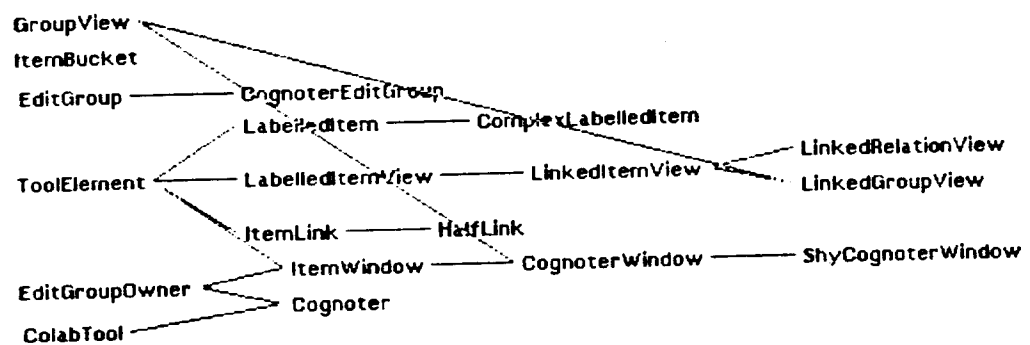 GroupView
ItemBucket
EditGroup CognoterEditGroup
LabelledItem ComplexLabelledItem
LinkedRelationView
ToolElement LabelledItemView LinkedItemView
LinkedGroupView
ItemLink HalfLink
ItemWindow CognoterWindow ShyCognoterWindow
EditGroupOwner
Cognoter
ColabTool